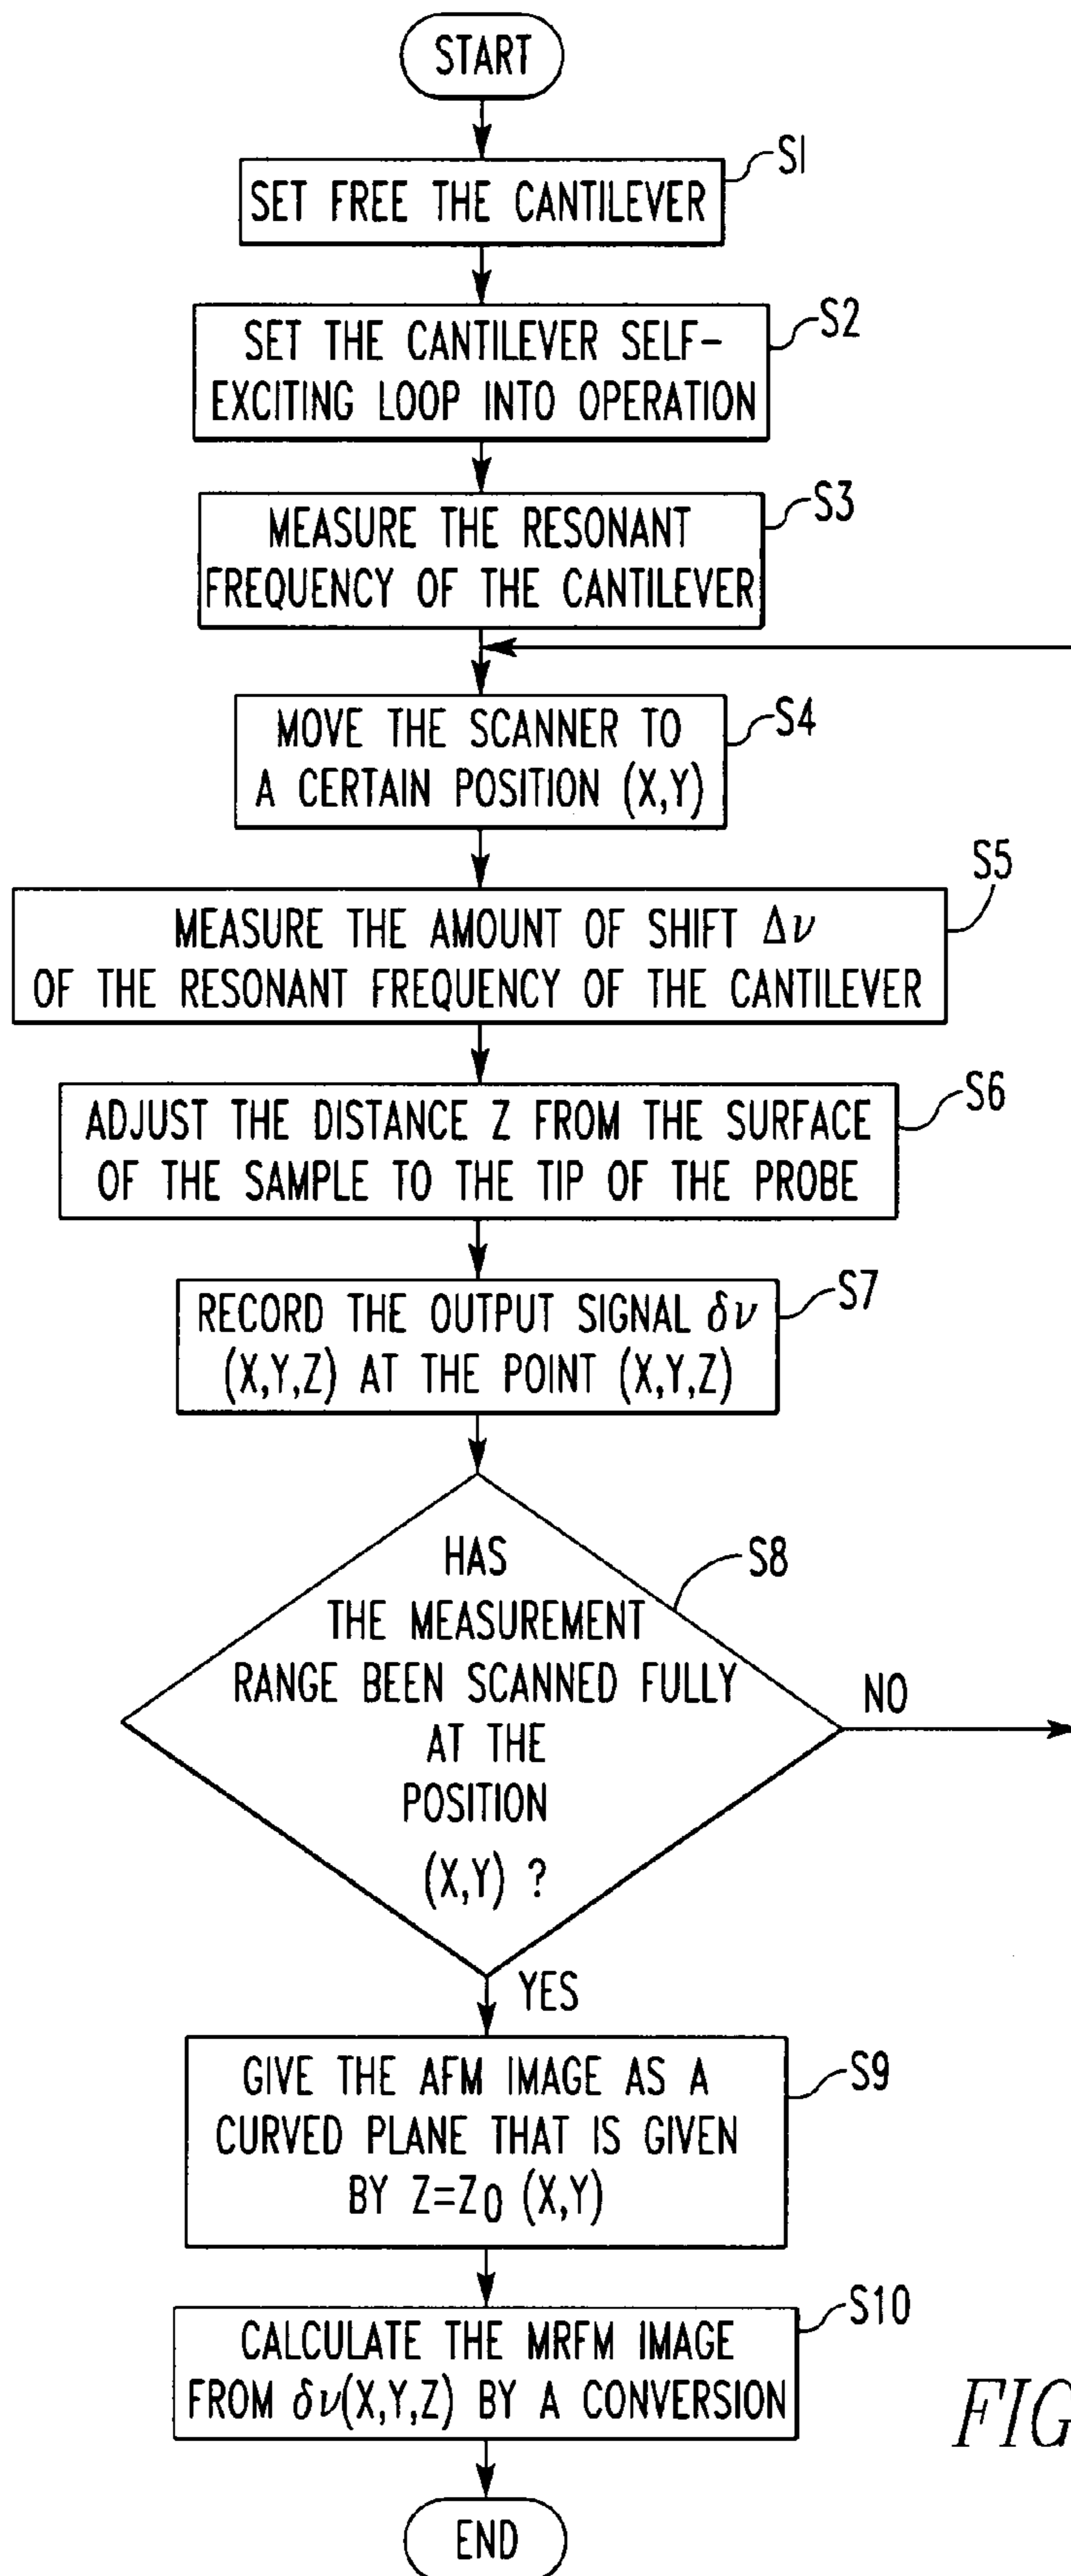 START
S1
SET FREE THE CANTILEVER
S2
SET THE CANTILEVER SELF-
EXCITING LOOP INTO OPERATION
S3
MEASURE THE RESONANT
FREQUENCY OF THE CANTILEVER
S4
MOVE THE SCANNER TO
A CERTAIN POSITION (X,Y)
S5
MEASURE THE AMOUNT OF SHIFT Δν
OF THE RESONANT FREQUENCY OF THE CANTILEVER
S6
ADJUST THE DISTANCE Z FROM THE SURFACE
OF THE SAMPLE TO THE TIP OF THE PROBE
S7
RECORD THE OUTPUT SIGNAL δν
(X,Y,Z) AT THE POINT (X,Y,Z)
S8
HAS
THE MEASUREMENT
RANGE BEEN SCANNED FULLY
AT THE
POSITION
(X,Y) ?
NO
YES
S9
GIVE THE AFM IMAGE AS A
CURVED PLANE THAT IS GIVEN
BY Z=Z0 (X,Y)
S10
CALCULATE THE MRFM IMAGE
FROM δν(X,Y,Z) BY A CONVERSION
FIG
END